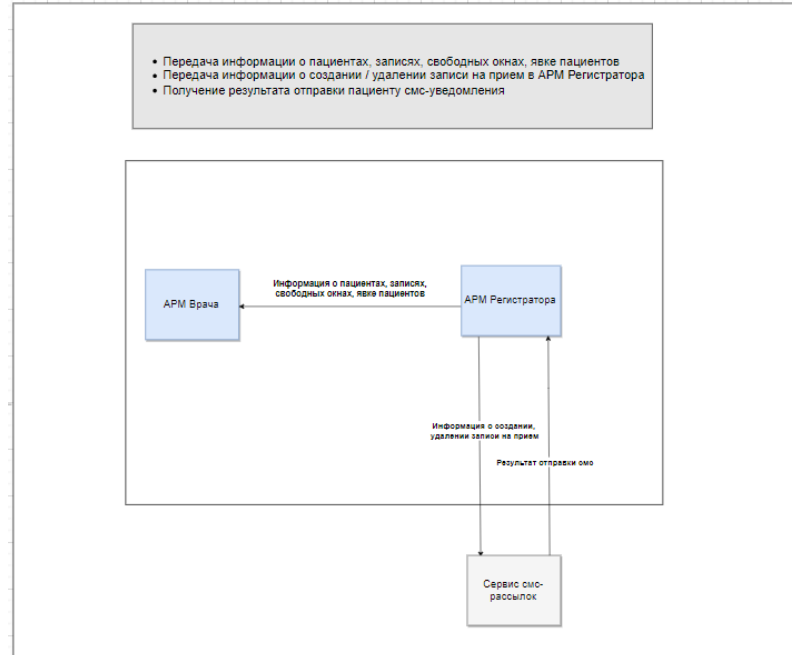 • Передача информации о пациентах, записях, свободных окнах, явке пациентов
• Передача информации о создании / удалении записи на прием в АРМ Регистратора
• Получение результата отправки пациенту смс-уведомления
АРМ Врача
Информация о пациентах, записях,
свободных окнах, явке пациентов
АРМ Регистратора
Информация о создании,
удалении записи на прием
Результат отправки смс
Сервис смс-
рассылок